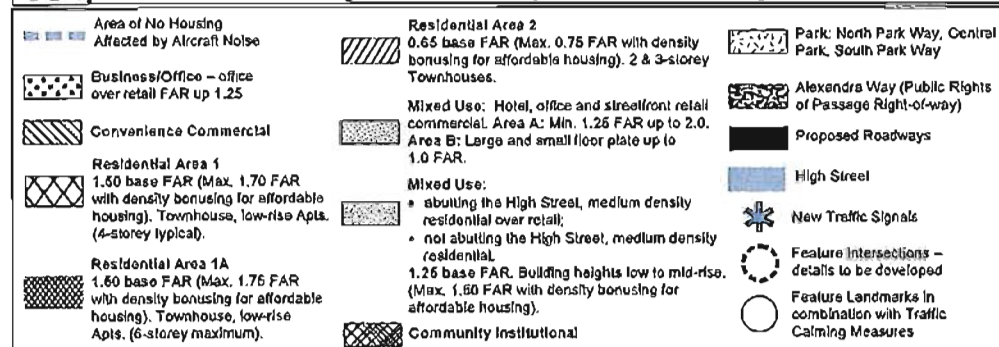 Area of No Housing
Affected by Aircraft Noise
Business/Office – office
over retail FAR up 1.25
Convenience Commercial
Residential Area 1
1.50 base FAR (Max. 1.70 FAR
with density bonusing for affordable
housing). Townhouse, low-rise Apts.
(4-storey typical).
Residential Area 1A
1.60 base FAR (Max. 1.75 FAR
with density bonusing for affordable
housing). Townhouse, low-rise
Apts. (6-storey maximum).
Residential Area 2
0.65 base FAR (Max. 0.75 FAR with density
bonusing for affordable housing). 2 & 3-storey
Townhouses.
Mixed Use: Hotel, office and streetfront retail
commercial. Area A: Min. 1.25 FAR up to 2.0.
Area B: Large and small floor plate up to
1.0 FAR.
Mixed Use:
• abutting the High Street, medium density
residential over retail;
• not abutting the High Street, medium density
residential.
1.25 base FAR. Building heights low to mid-rise.
(Max. 1.50 FAR with density bonusing for
affordable housing).
Community Institutional
Park: North Park Way, Central
Park, South Park Way
Alexandra Way (Public Rights
of Passage Right-of-way)
Proposed Roadways
High Street
New Traffic Signals
Feature Intersections –
details to be developed
Feature Landmarks in
combination with Traffic
Calming Measures